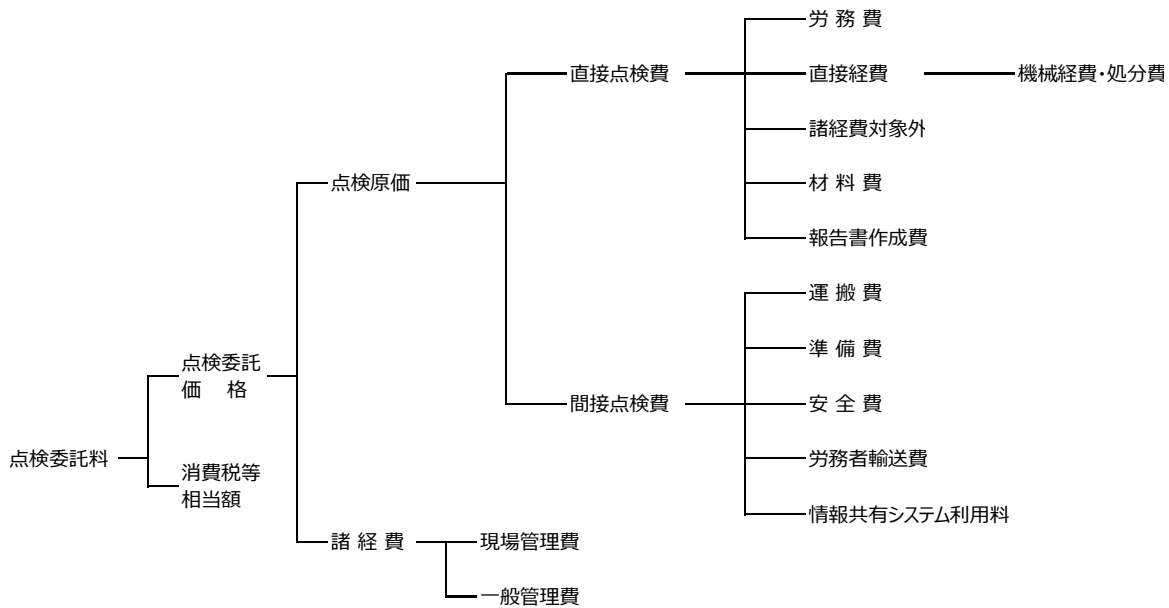 労 務 費
直接点検費
直接経費
機械経費・処分費
諸経費対象外
点検原価
材 料 費
報告書作成費
運 搬 費
準 備 費
点検委託
価 格
間接点検費
安 全 費
点検委託料
労務者輸送費
消費税等
相当額
情報共有システム利用料
諸 経 費
現場管理費
一般管理費